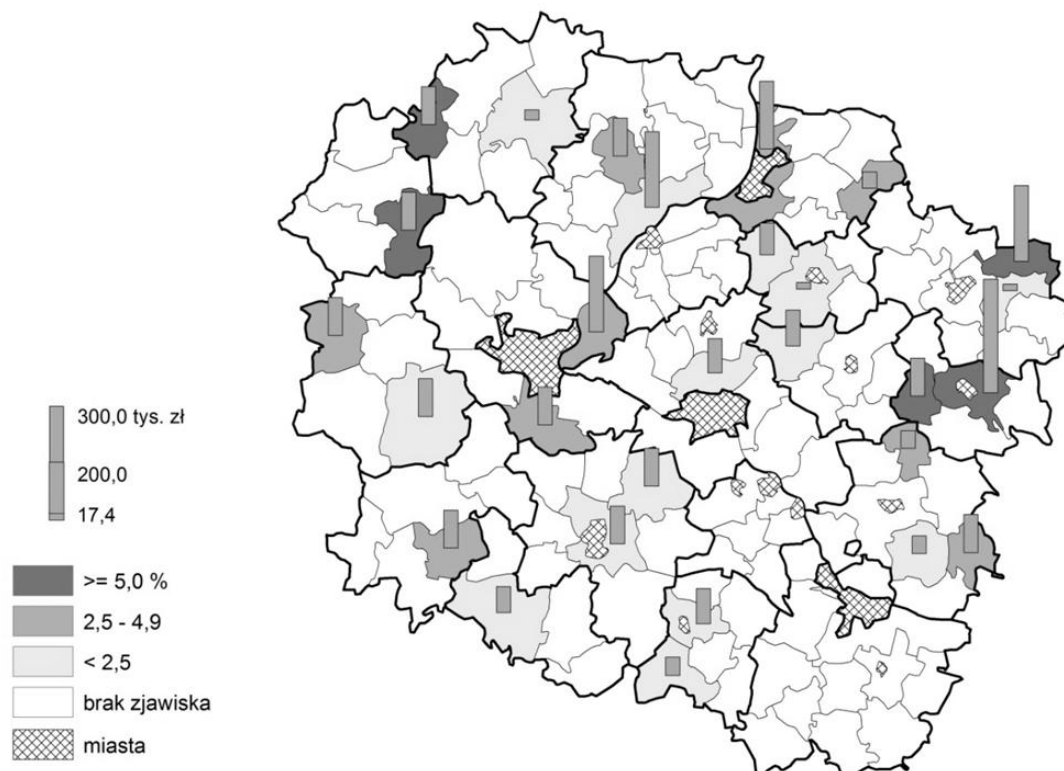 300,0 tys. zł
200,0
17,4
>= 5,0 %
2,5 - 4,9
< 2,5
brak zjawiska
miasta